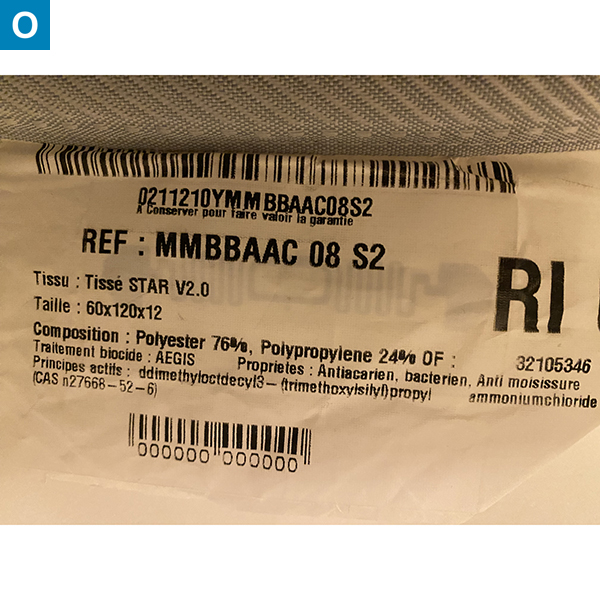 O
0211210YMMBBAAC08S2
A Conserver pour faire valoir la garantie
REF : MMBBAAC 08 S2
RI
Tissu : Tissé STAR V2.0
Taille : 60x120x12
Composition : Polyester 76%, Polypropylene 24% OF : 32105346
Traitement biocide : AEGIS Proprietes : Antiacarien, bacterien, Anti moisissure
Principes actifs : ddimethyloctdecyl3-(trimethoxylsilyl)propyl ammoniumchloride
(CAS n27668-52-6)
000000 000000